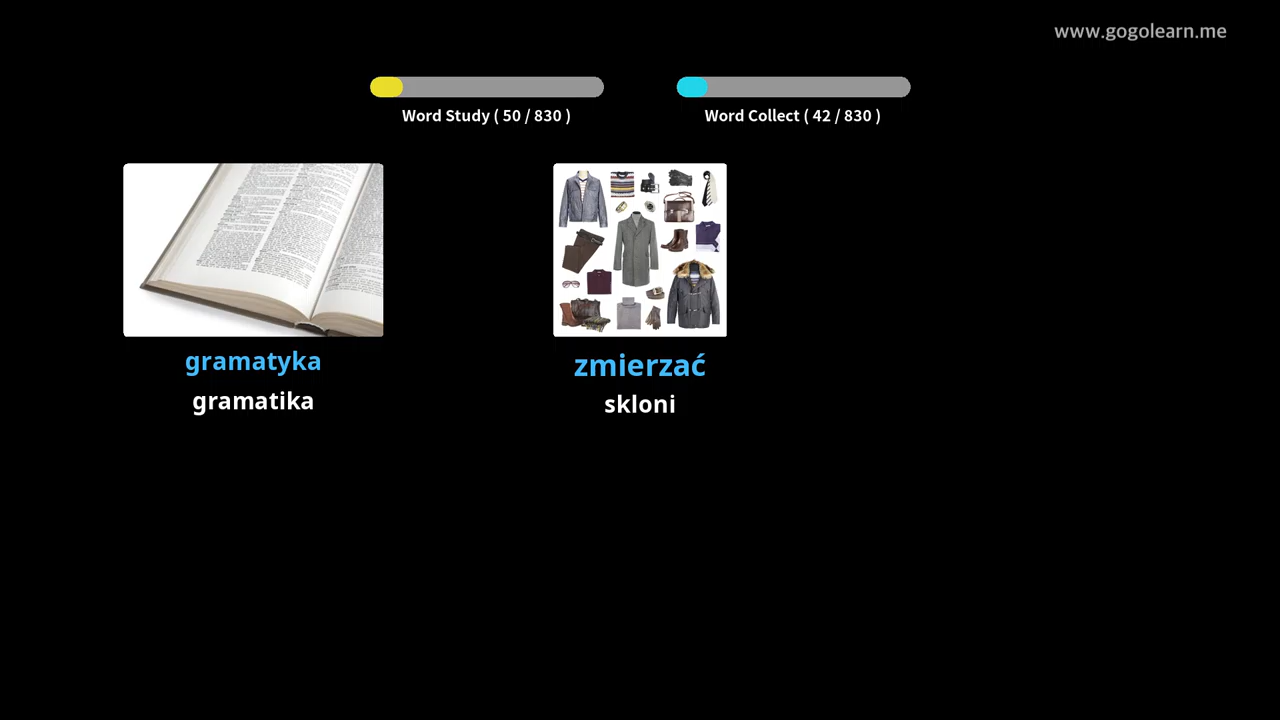 www.gogolearn.me
Word Study ( 50 / 830 )
Word Collect ( 42 / 830 )
gramatyka
gramatika
zmierzać
skloni